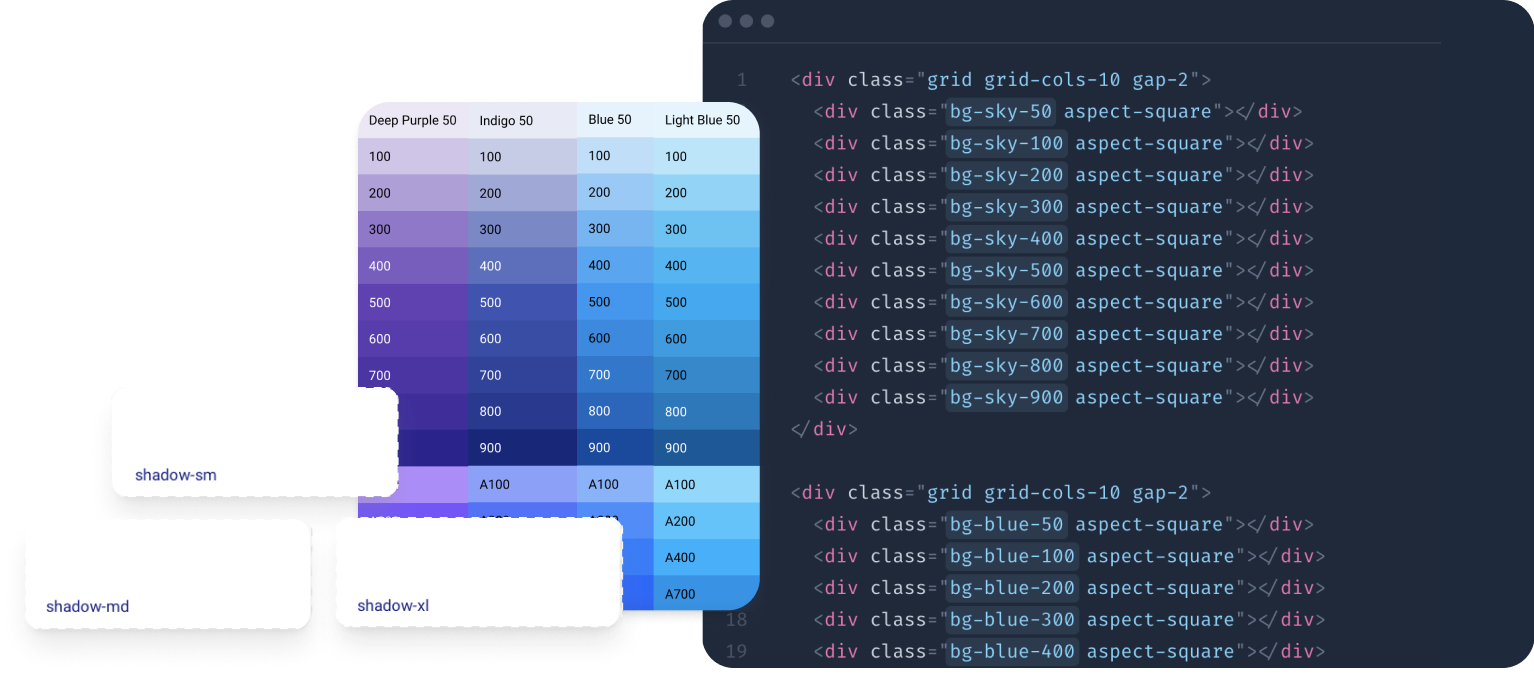 Deep Purple 50 Indigo 50 Blue 50 Light Blue 50
100 100 100 100
200 200 200 200
300 300 300 300
400 400 400 400
500 500 500 500
600 600 600 600
700 700 700 700
800 800 800
900 900 900
A100 A100 A100
A200
A400
A700
shadow-sm
shadow-md
shadow-xl
1 <div class="grid grid-cols-10 gap-2">
<div class="bg-sky-50 aspect-square"></div>
<div class="bg-sky-100 aspect-square"></div>
<div class="bg-sky-200 aspect-square"></div>
<div class="bg-sky-300 aspect-square"></div>
<div class="bg-sky-400 aspect-square"></div>
<div class="bg-sky-500 aspect-square"></div>
<div class="bg-sky-600 aspect-square"></div>
<div class="bg-sky-700 aspect-square"></div>
<div class="bg-sky-800 aspect-square"></div>
<div class="bg-sky-900 aspect-square"></div>
</div>
<div class="grid grid-cols-10 gap-2">
<div class="bg-blue-50 aspect-square"></div>
<div class="bg-blue-100 aspect-square"></div>
<div class="bg-blue-200 aspect-square"></div>
18 <div class="bg-blue-300 aspect-square"></div>
19 <div class="bg-blue-400 aspect-square"></div>